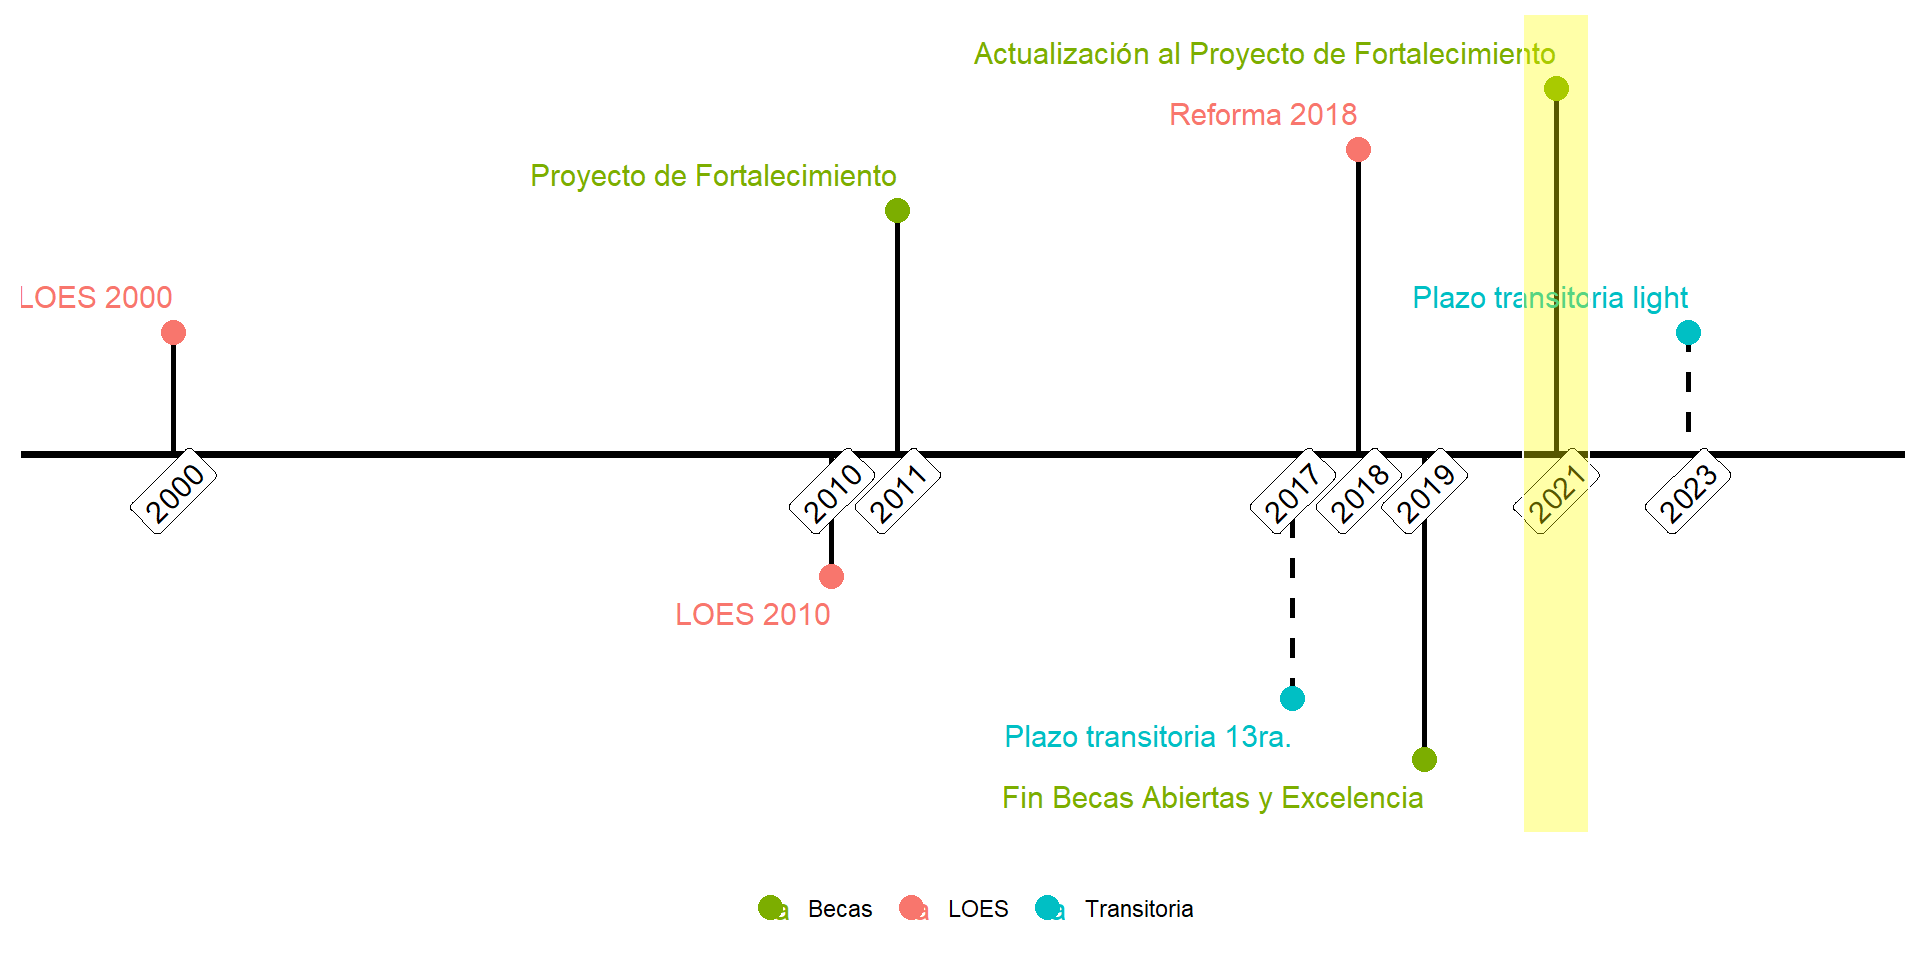 Actualización al Proyecto de Fortalecimiento
Reforma 2018
Proyecto de Fortalecimiento
LOES 2000
Plazo transitoria light
2000
2010
2011
2017
2018
2019
2021
2023
LOES 2010
Plazo transitoria 13ra.
Fin Becas Abiertas y Excelencia
a Becas a LOES a Transitoria